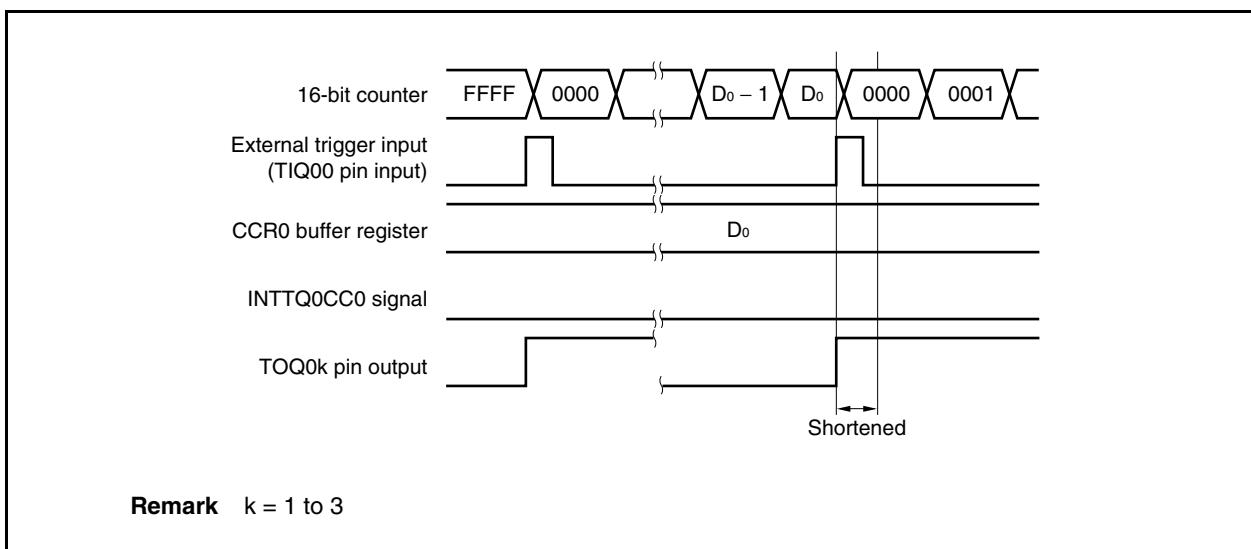 16-bit counter FFFF 0000 D₀ − 1 D₀ 0000 0001
External trigger input
(TIQ00 pin input)
CCR0 buffer register D₀
INTTQ0CC0 signal
TOQ0k pin output
Shortened
Remark k = 1 to 3